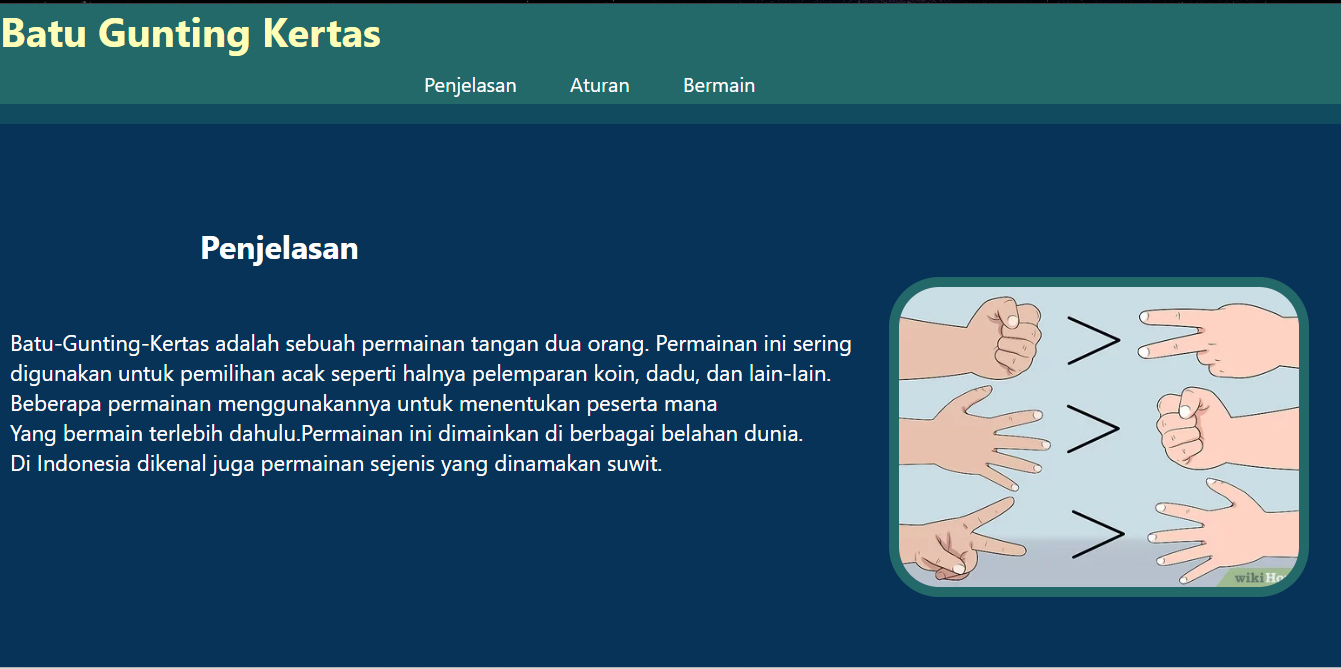 Batu Gunting Kertas
Penjelasan Aturan Bermain
Penjelasan
Batu-Gunting-Kertas adalah sebuah permainan tangan dua orang. Permainan ini sering
digunakan untuk pemilihan acak seperti halnya pelemparan koin, dadu, dan lain-lain.
Beberapa permainan menggunakannya untuk menentukan peserta mana
Yang bermain terlebih dahulu.Permainan ini dimainkan di berbagai belahan dunia.
Di Indonesia dikenal juga permainan sejenis yang dinamakan suwit.
>
>
>
wikiHo